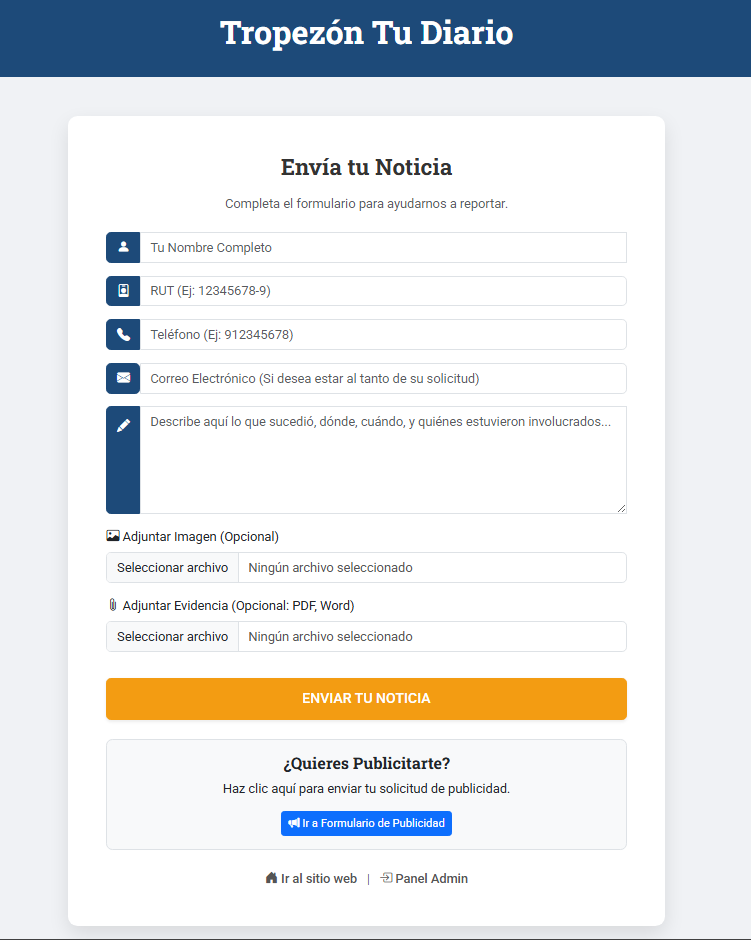 Tropezón Tu Diario
Envía tu Noticia
Completa el formulario para ayudarnos a reportar.
Tu Nombre Completo
RUT (Ej: 12345678-9)
Teléfono (Ej: 912345678)
Correo Electrónico (Si desea estar al tanto de su solicitud)
Describe aquí lo que sucedió, dónde, cuándo, y quiénes estuvieron involucrados...
Adjuntar Imagen (Opcional)
Seleccionar archivo Ningún archivo seleccionado
Adjuntar Evidencia (Opcional: PDF, Word)
Seleccionar archivo Ningún archivo seleccionado
ENVIAR TU NOTICIA
¿Quieres Publicitarte?
Haz clic aquí para enviar tu solicitud de publicidad.
Ir a Formulario de Publicidad
Ir al sitio web | Panel Admin